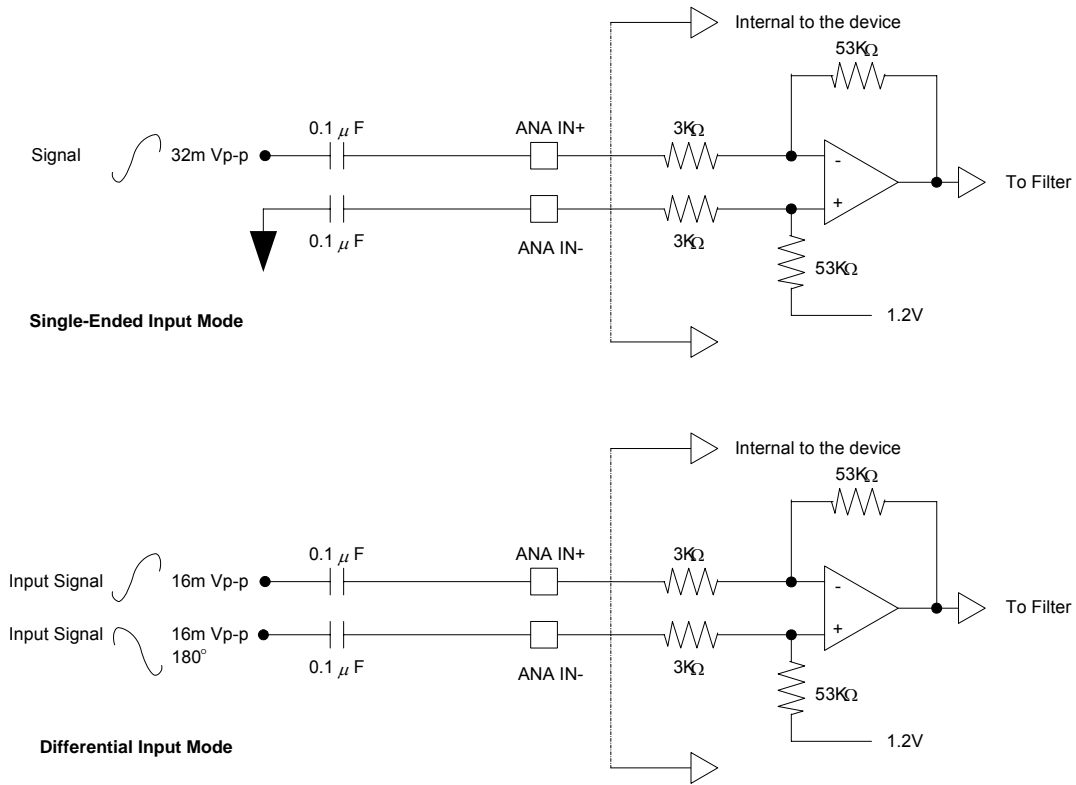 Internal to the device
53KΩ
0.1 μ F
ANA IN+
3KΩ
Signal
32m Vp-p
-
To Filter
+
0.1 μ F
ANA IN-
3KΩ
53KΩ
1.2V
Single-Ended Input Mode
Internal to the device
53KΩ
0.1 μ F
ANA IN+
3KΩ
Input Signal
16m Vp-p
-
To Filter
Input Signal
16m Vp-p
180°
+
0.1 μ F
ANA IN-
3KΩ
53KΩ
1.2V
Differential Input Mode